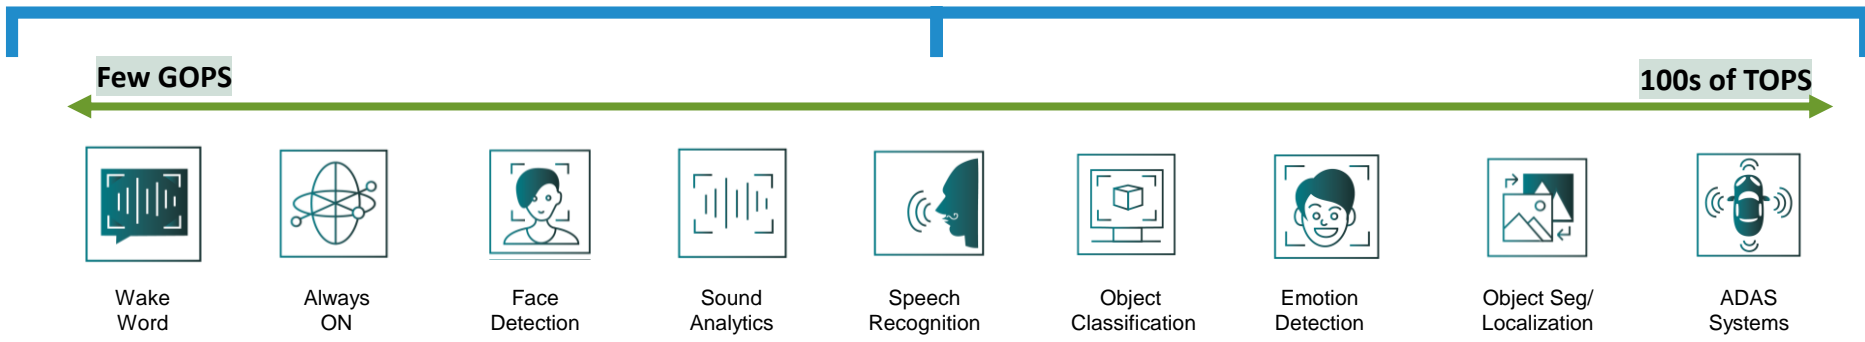 Few GOPS
100s of TOPS
Wake
Word
Always
ON
Face
Detection
Sound
Analytics
Speech
Recognition
Object
Classification
Emotion
Detection
Object Seg/
Localization
ADAS
Systems